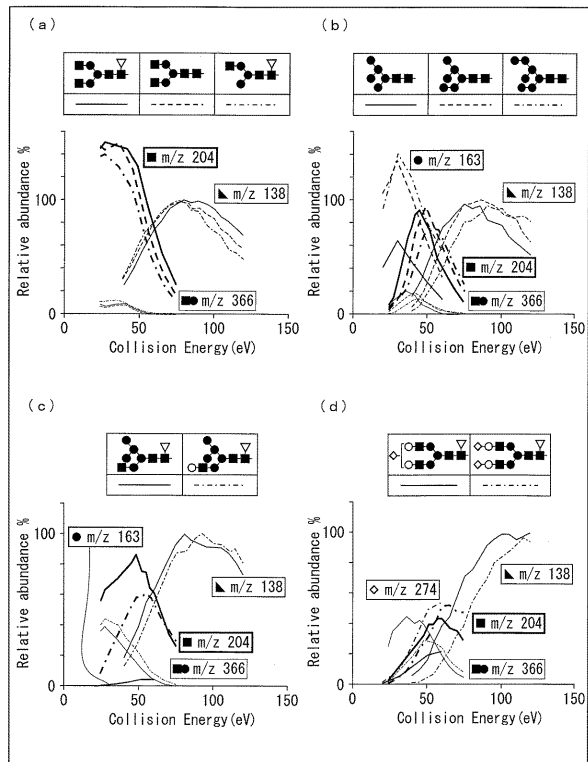 (a)
(b)
m/z 204
m/z 138
m/z 366
Relative abundance %
100
0
0
50
100
150
Collision Energy(eV)
m/z 163
m/z 138
m/z 204
m/z 366
Relative abundance %
100
0
0
50
100
150
Collision Energy(eV)
(c)
(d)
m/z 163
m/z 138
m/z 204
m/z 366
Relative abundance %
100
0
0
50
100
150
Collision Energy(eV)
m/z 274
m/z 138
m/z 204
m/z 366
Relative abundance %
100
0
0
50
100
150
Collision Energy(eV)